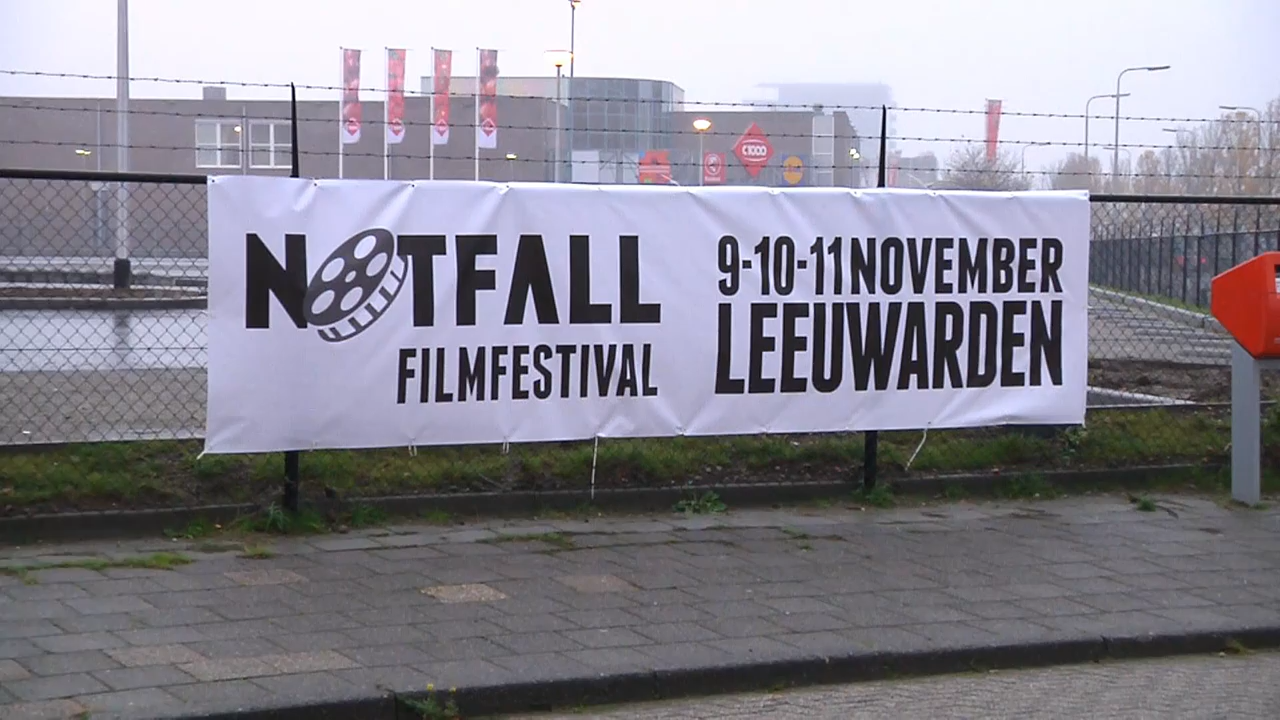 NOTFALL
FILMFESTIVAL
9-10-11 NOVEMBER
LEEUWARDEN
C1000